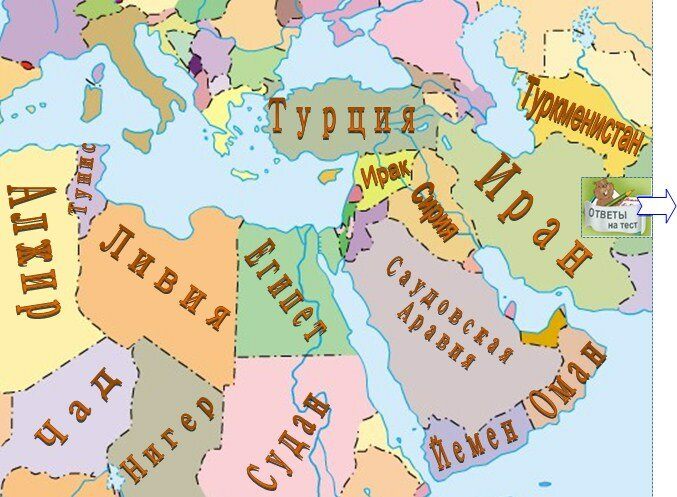 Турция
Туркменистан
Ирак
Сирия
Иран
ОТВЕТЫ
на тест
Тунис
Алжир
Ливия
Египет
Саудовская
Аравия
Чад
Нигер
Судан
Йемен
Оман